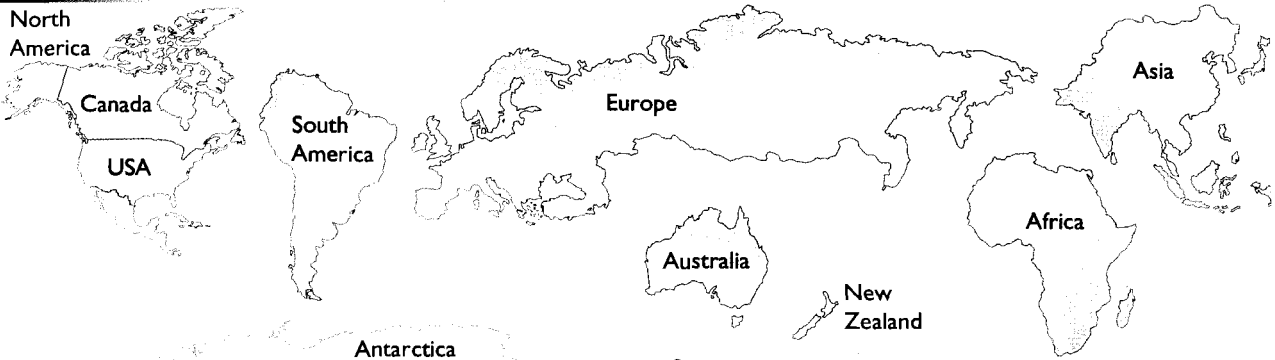 North
America
Canada
USA
South
America
Europe
Asia
Africa
Australia
New
Zealand
Antarctica